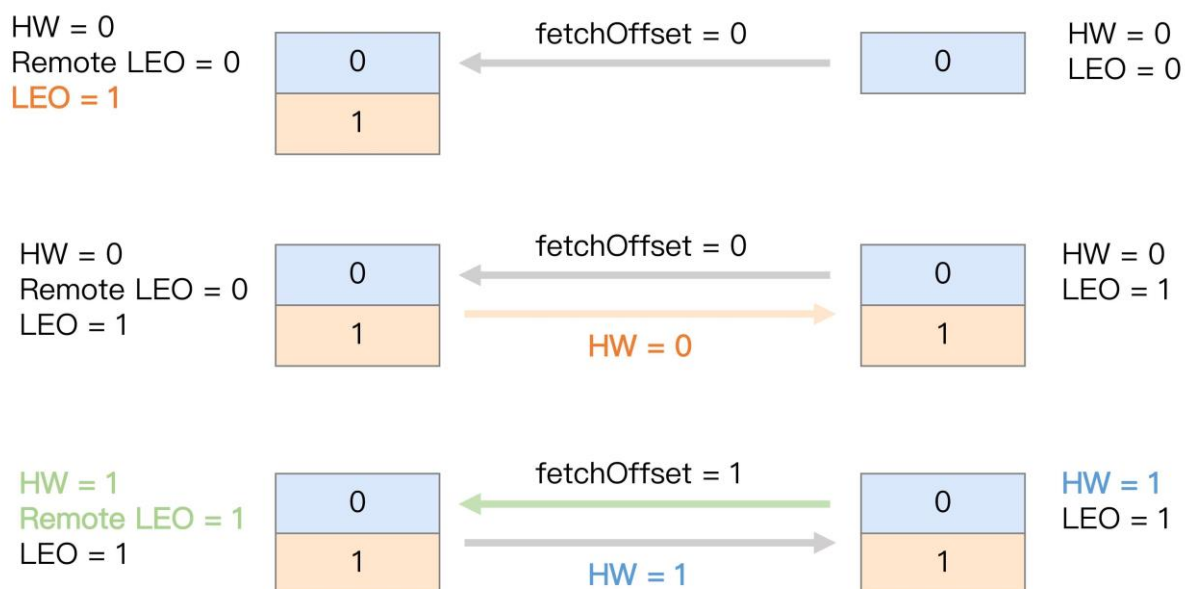 HW = 0
Remote LEO = 0
LEO = 1
0
1
fetchOffset = 0
0
HW = 0
LEO = 0
HW = 0
Remote LEO = 0
LEO = 1
0
1
fetchOffset = 0
HW = 0
0
1
HW = 0
LEO = 1
HW = 1
Remote LEO = 1
LEO = 1
0
1
fetchOffset = 1
HW = 1
0
1
HW = 1
LEO = 1